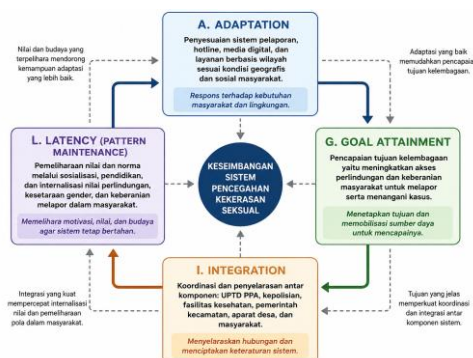 A. ADAPTATION
Penyesuaian sistem pelaporan,
hotline, media digital, dan
layanan berbasis wilayah
sesuai kondisi geografis
dan sosial masyarakat.
Respons terhadap kebutuhan
masyarakat dan lingkungan.
Nilai dan budaya yang
terpelihara mendorong
kemampuan adaptasi
yang lebih baik.
Adaptasi yang baik
memudahkan pencapaian
tujuan kelembagaan.
L. LATENCY (PATTERN
MAINTENANCE)
Pemeliharaan nilai dan norma
melalui sosialisasi, pendidikan,
dan internalisasi nilai perlindungan,
kesetaraan gender, dan keberanian
melapor dalam masyarakat.
Memelihara motivasi, nilai, dan budaya
agar sistem tetap bertahan.
KESEIMBANGAN
SISTEM
PENCEGAHAN
KEKERASAN
SEKSUAL
G. GOAL ATTAINMENT
Pencapaian tujuan kelembagaan
yaitu meningkatkan akses
perlindungan dan keberanian
masyarakat untuk melapor
serta menangani kasus.
Menetapkan tujuan dan
memobilisasi sumber daya
untuk mencapainya.
I. INTEGRATION
Koordinasi dan penyelarasan antar
komponen: UPTD PPA, kepolisian,
fasilitas kesehatan, pemerintah
kecamatan, aparat desa, dan
masyarakat.
Menyelaraskan hubungan dan
menciptakan keteraturan sistem.
Integrasi yang kuat
mempercepat internalisasi
nilai dan pemeliharaan
pola dalam masyarakat.
Tujuan yang jelas
memperkuat koordinasi
dan integrasi antar
komponen sistem.